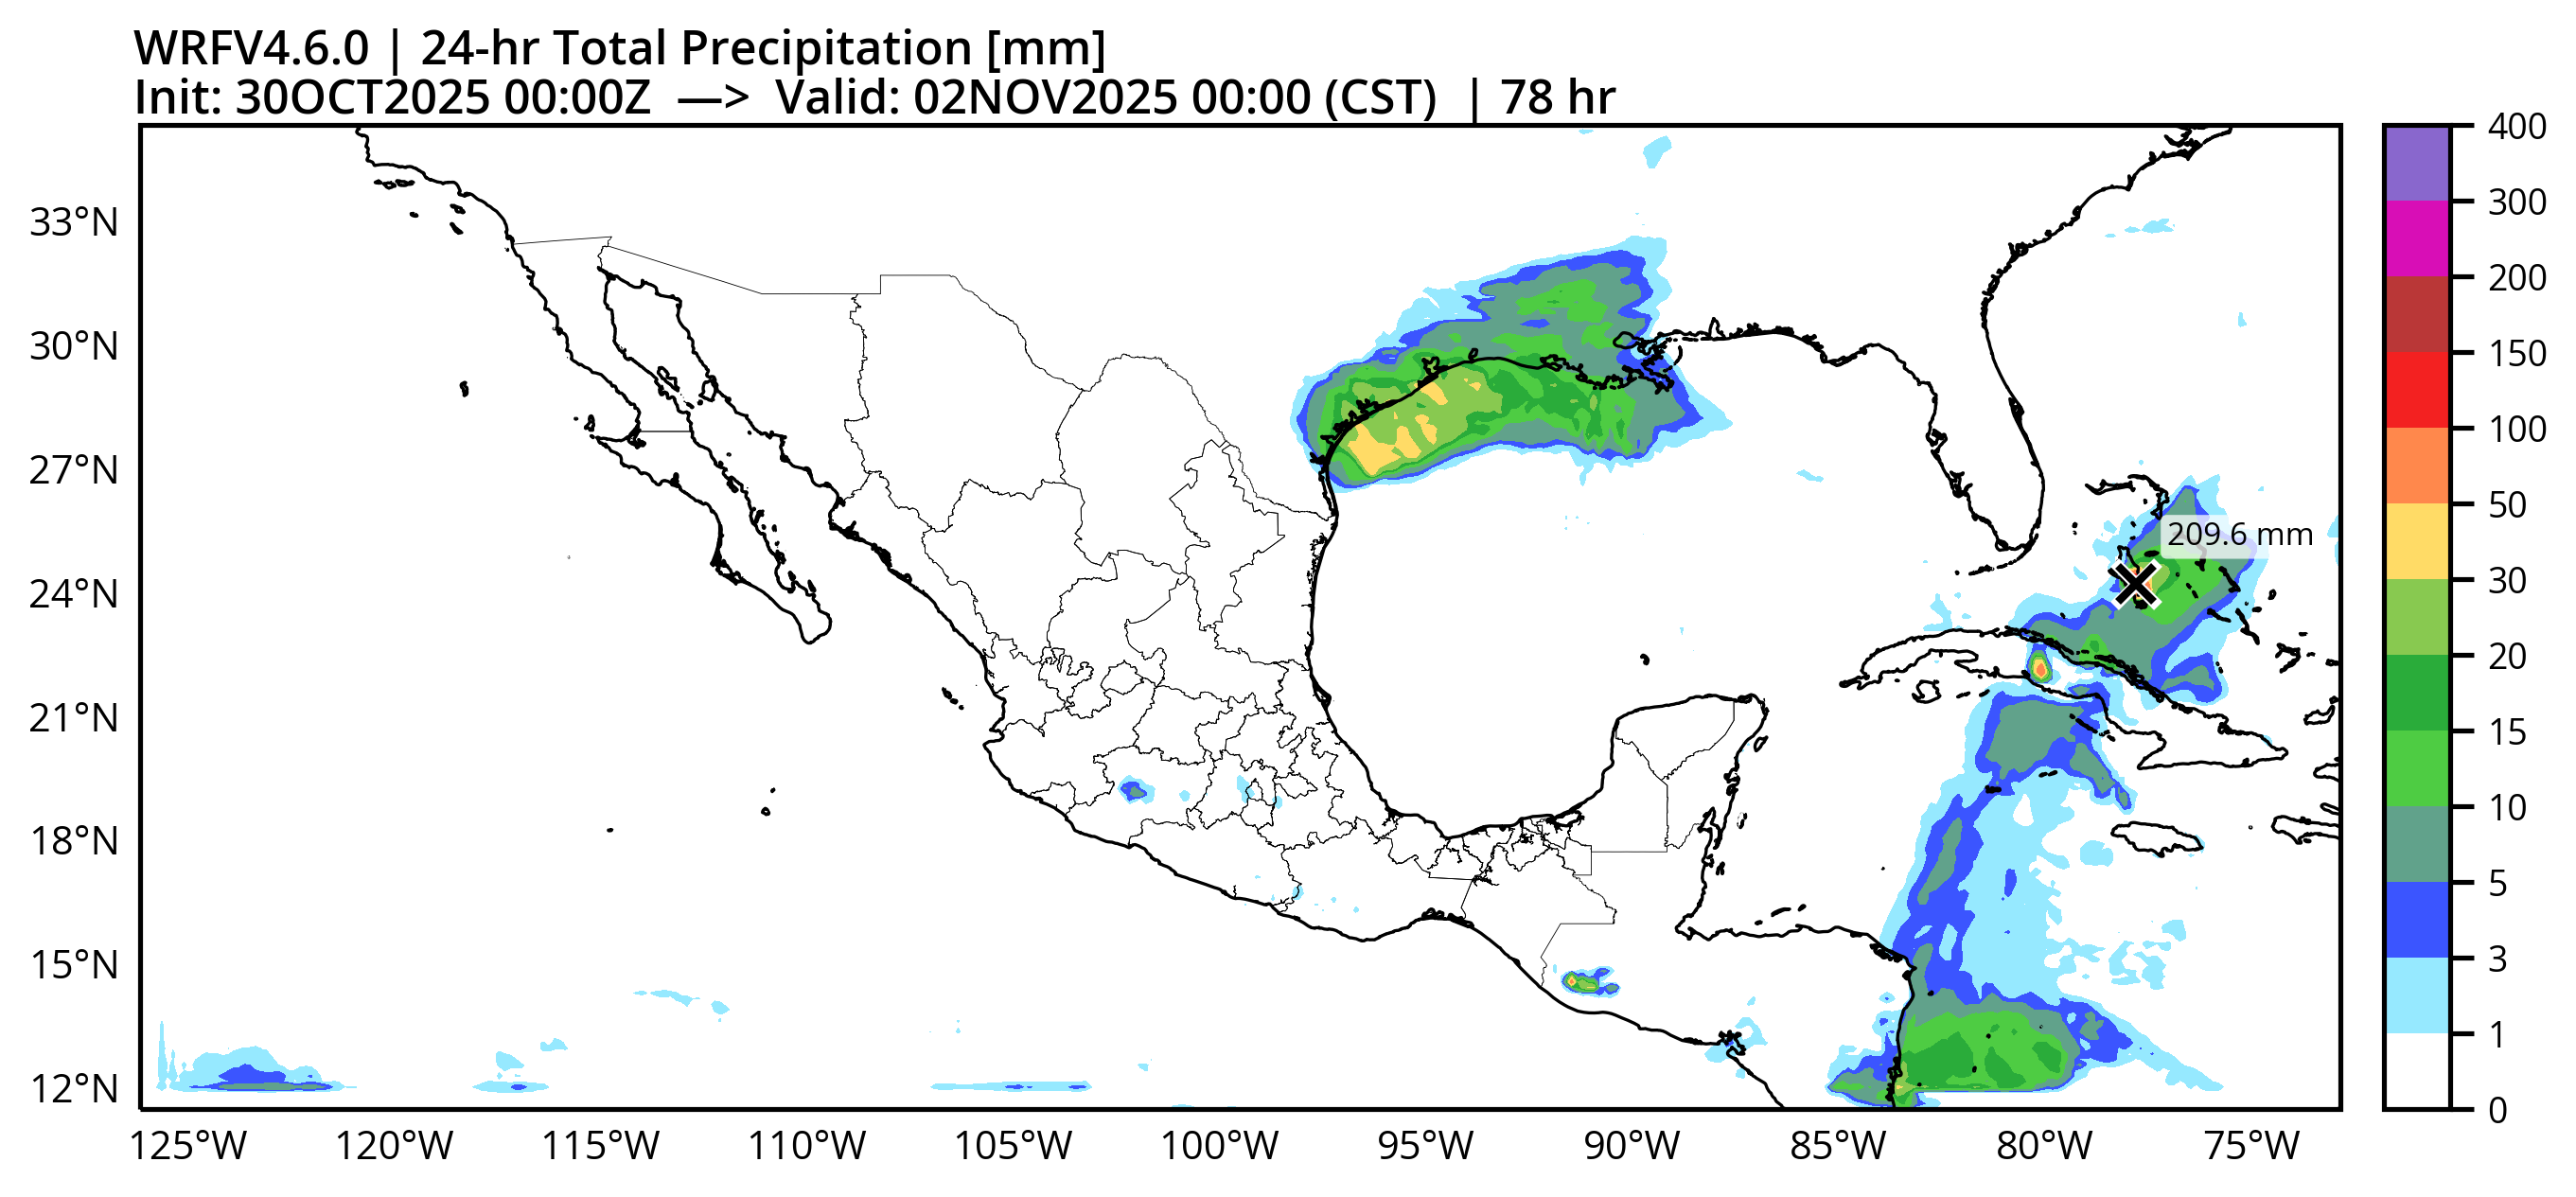 WRFV4.6.0 | 24-hr Total Precipitation [mm]
Init: 30OCT2025 00:00Z —> Valid: 02NOV2025 00:00 (CST) | 78 hr
33°N
30°N
27°N
24°N
21°N
18°N
15°N
12°N
209.6 mm
125°W 120°W 115°W 110°W 105°W 100°W 95°W 90°W 85°W 80°W 75°W
400
300
200
150
100
50
30
20
15
10
5
3
1
0